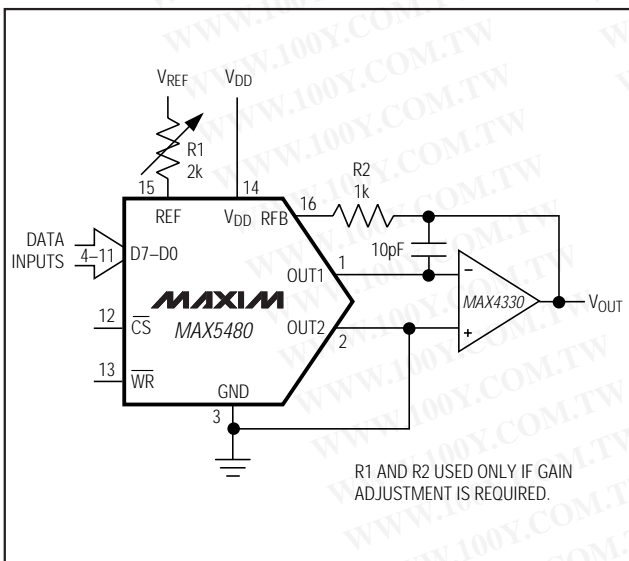 VREF
VDD
R1
2k
R2
1k
15
14
16
REF
VDD
RFB
10pF
DATA
INPUTS
4–11
D7–D0
OUT1
1
−
MAXIM
MAX5480
MAX4330
VOUT
12
CS
OUT2
2
+
13
WR
GND
3
R1 AND R2 USED ONLY IF GAIN
ADJUSTMENT IS REQUIRED.
WWW.100Y.COM.TW